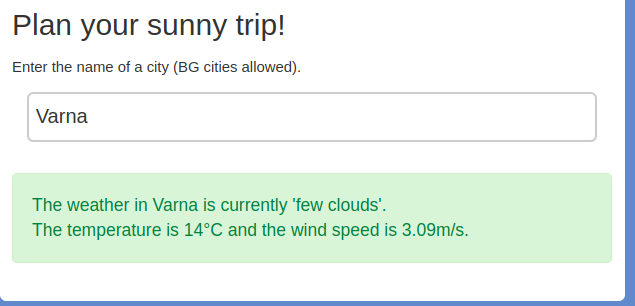 Plan your sunny trip!
Enter the name of a city (BG cities allowed).
Varna
The weather in Varna is currently 'few clouds'.
The temperature is 14°C and the wind speed is 3.09m/s.